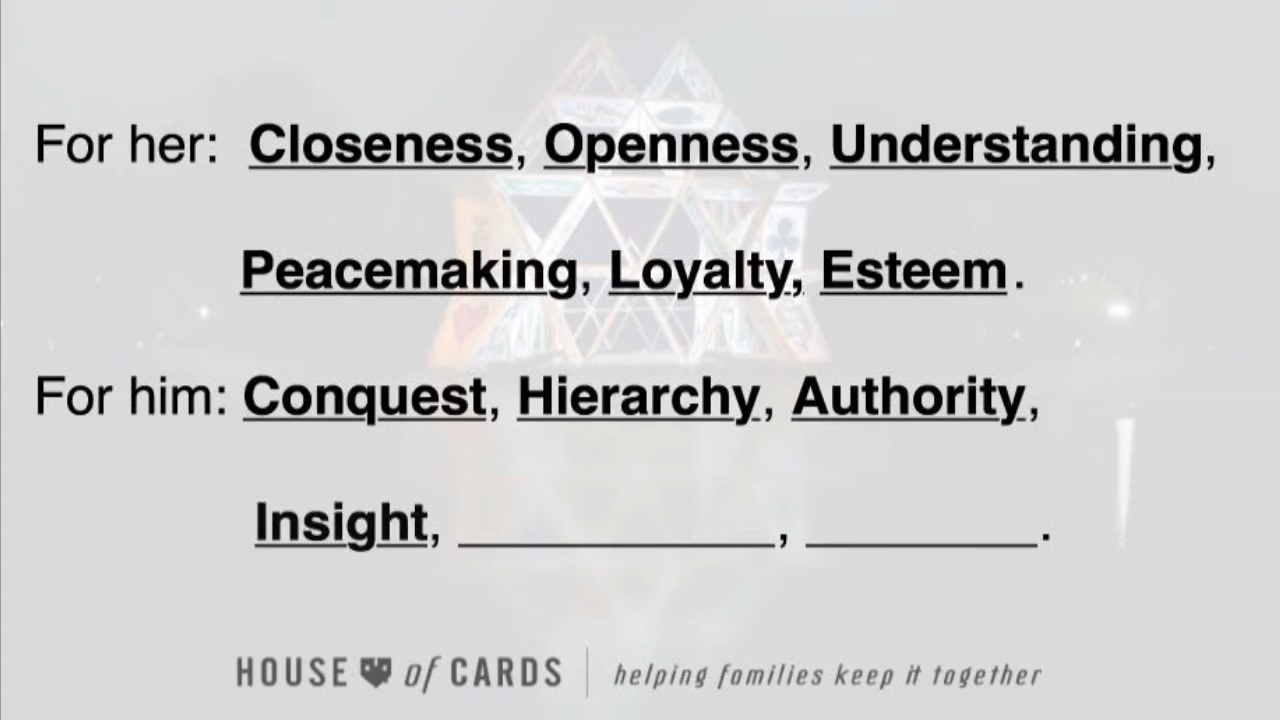 For her: Closeness, Openness, Understanding,
Peacemaking, Loyalty, Esteem.
For him: Conquest, Hierarchy, Authority,
Insight, ____________, _________.
HOUSE of CARDS | helping families keep it together